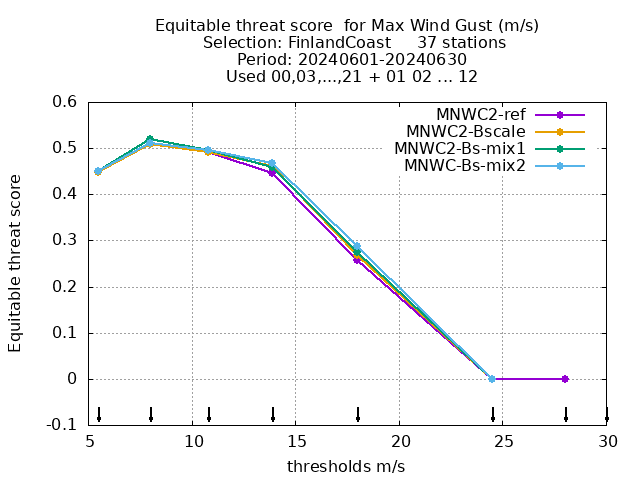 Equitable threat score  for Max Wind Gust (m/s)
Selection: FinlandCoast     37 stations
Period: 20240601-20240630
Used 00,03,...,21 + 01 02 ... 12
MNWC2-ref
MNWC2-Bscale
MNWC2-Bs-mix1
MNWC-Bs-mix2
Equitable threat score
0.6
0.5
0.4
0.3
0.2
0.1
0
-0.1
5 10 15 20 25 30
thresholds m/s